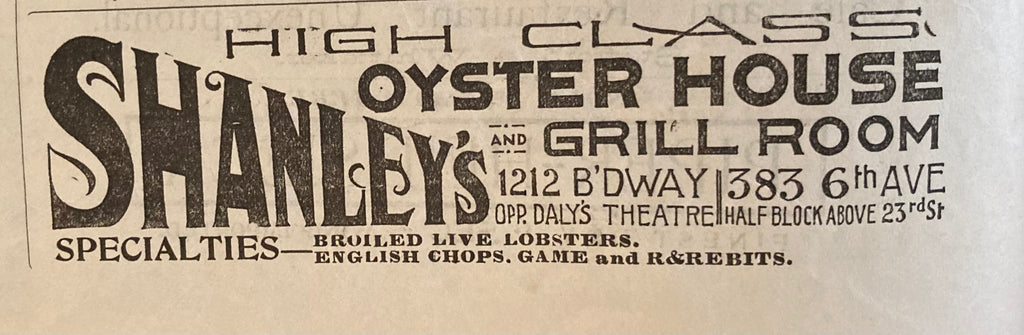 HIGH CLASS
SHANLEY'S
OYSTER HOUSE
AND GRILL ROOM
1212 B'DWAY
OPP. DALY'S THEATRE
383 6th AVE
HALF BLOCK ABOVE 23rd St
SPECIALTIES—BROILED LIVE LOBSTERS.
ENGLISH CHOPS. GAME and R&REBITS.